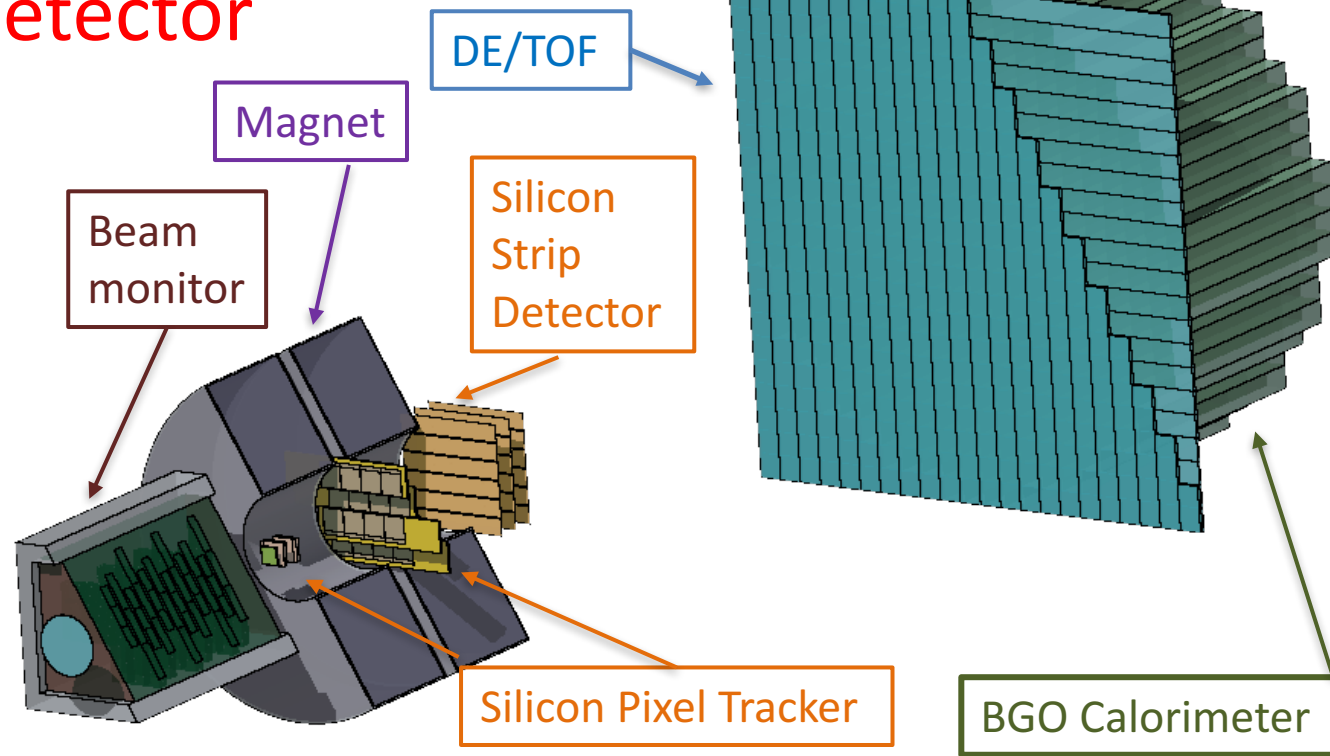 etector
DE/TOF
Magnet
Silicon
Strip
Detector
Beam
monitor
Silicon Pixel Tracker
BGO Calorimeter